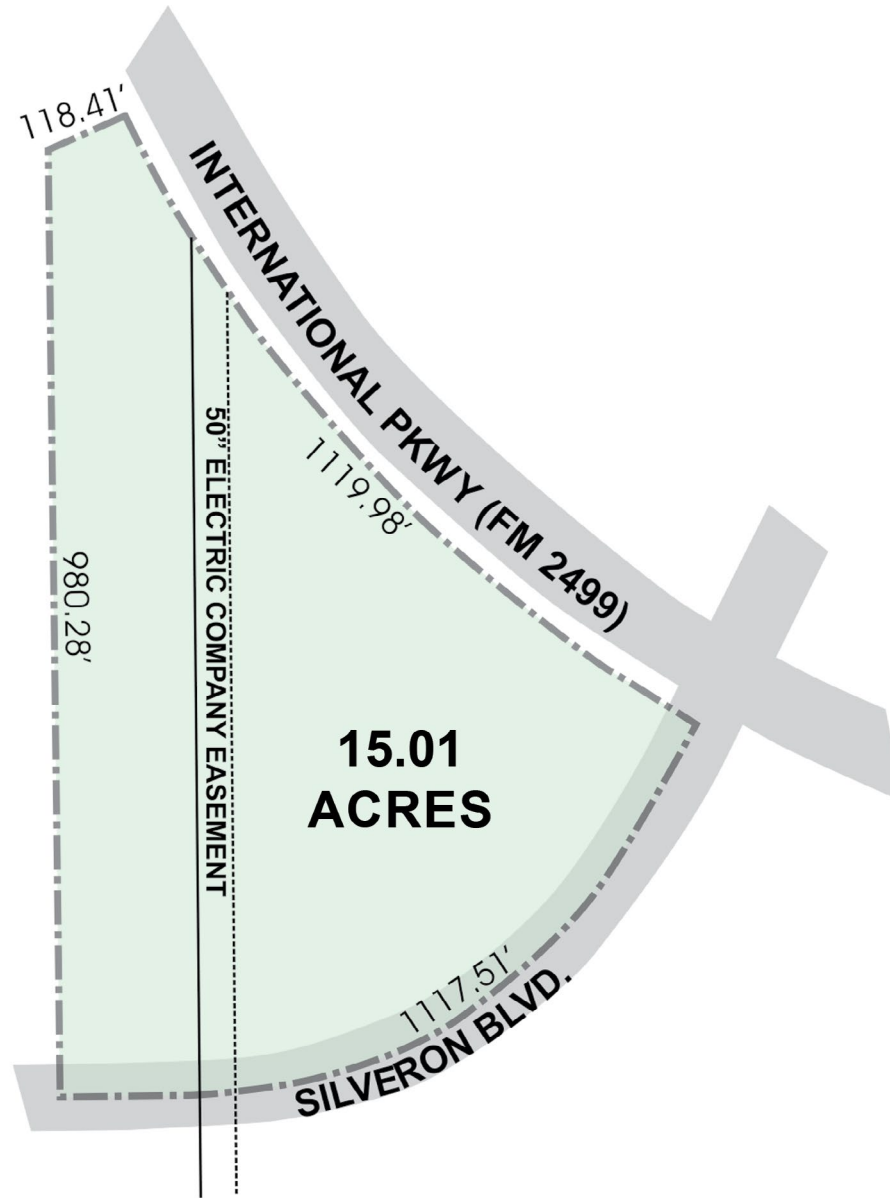 118.41’
INTERNATIONAL PKWY (FM 2499)
1119.98’
50” ELECTRIC COMPANY EASEMENT
980.28’
15.01
ACRES
1117.51’
SILVERON BLVD.